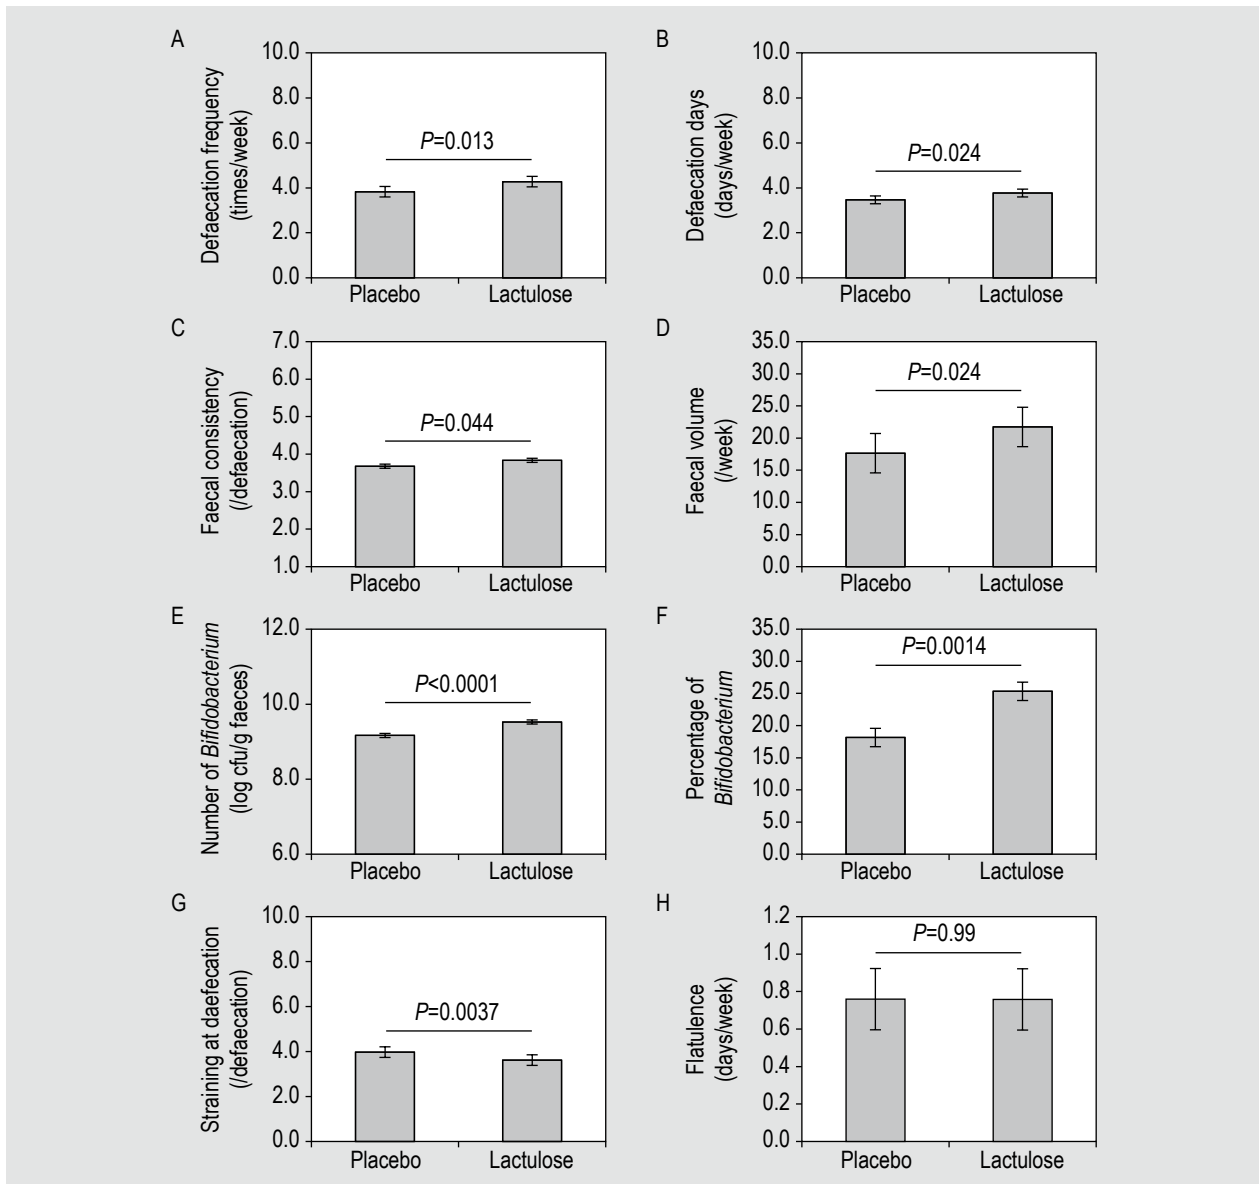 A
Defaecation frequency
(times/week)
10.0
8.0
6.0
4.0
2.0
0.0
P=0.013
Placebo
Lactulose
B
Defaecation days
(days/week)
10.0
8.0
6.0
4.0
2.0
0.0
P=0.024
Placebo
Lactulose
C
Faecal consistency
(/defaecation)
7.0
6.0
5.0
4.0
3.0
2.0
1.0
P=0.044
Placebo
Lactulose
D
Faecal volume
(/week)
35.0
30.0
25.0
20.0
15.0
10.0
5.0
0.0
P=0.024
Placebo
Lactulose
E
Number of Bifidobacterium
(log cfu/g faeces)
12.0
10.0
8.0
6.0
P<0.0001
Placebo
Lactulose
F
Percentage of
Bifidobacterium
35.0
30.0
25.0
20.0
15.0
10.0
5.0
0.0
P=0.0014
Placebo
Lactulose
G
Straining at daefecation
(/defaecation)
10.0
8.0
6.0
4.0
2.0
0.0
P=0.0037
Placebo
Lactulose
H
Flatulence
(days/week)
1.2
1.0
0.8
0.6
0.4
0.2
0.0
P=0.99
Placebo
Lactulose